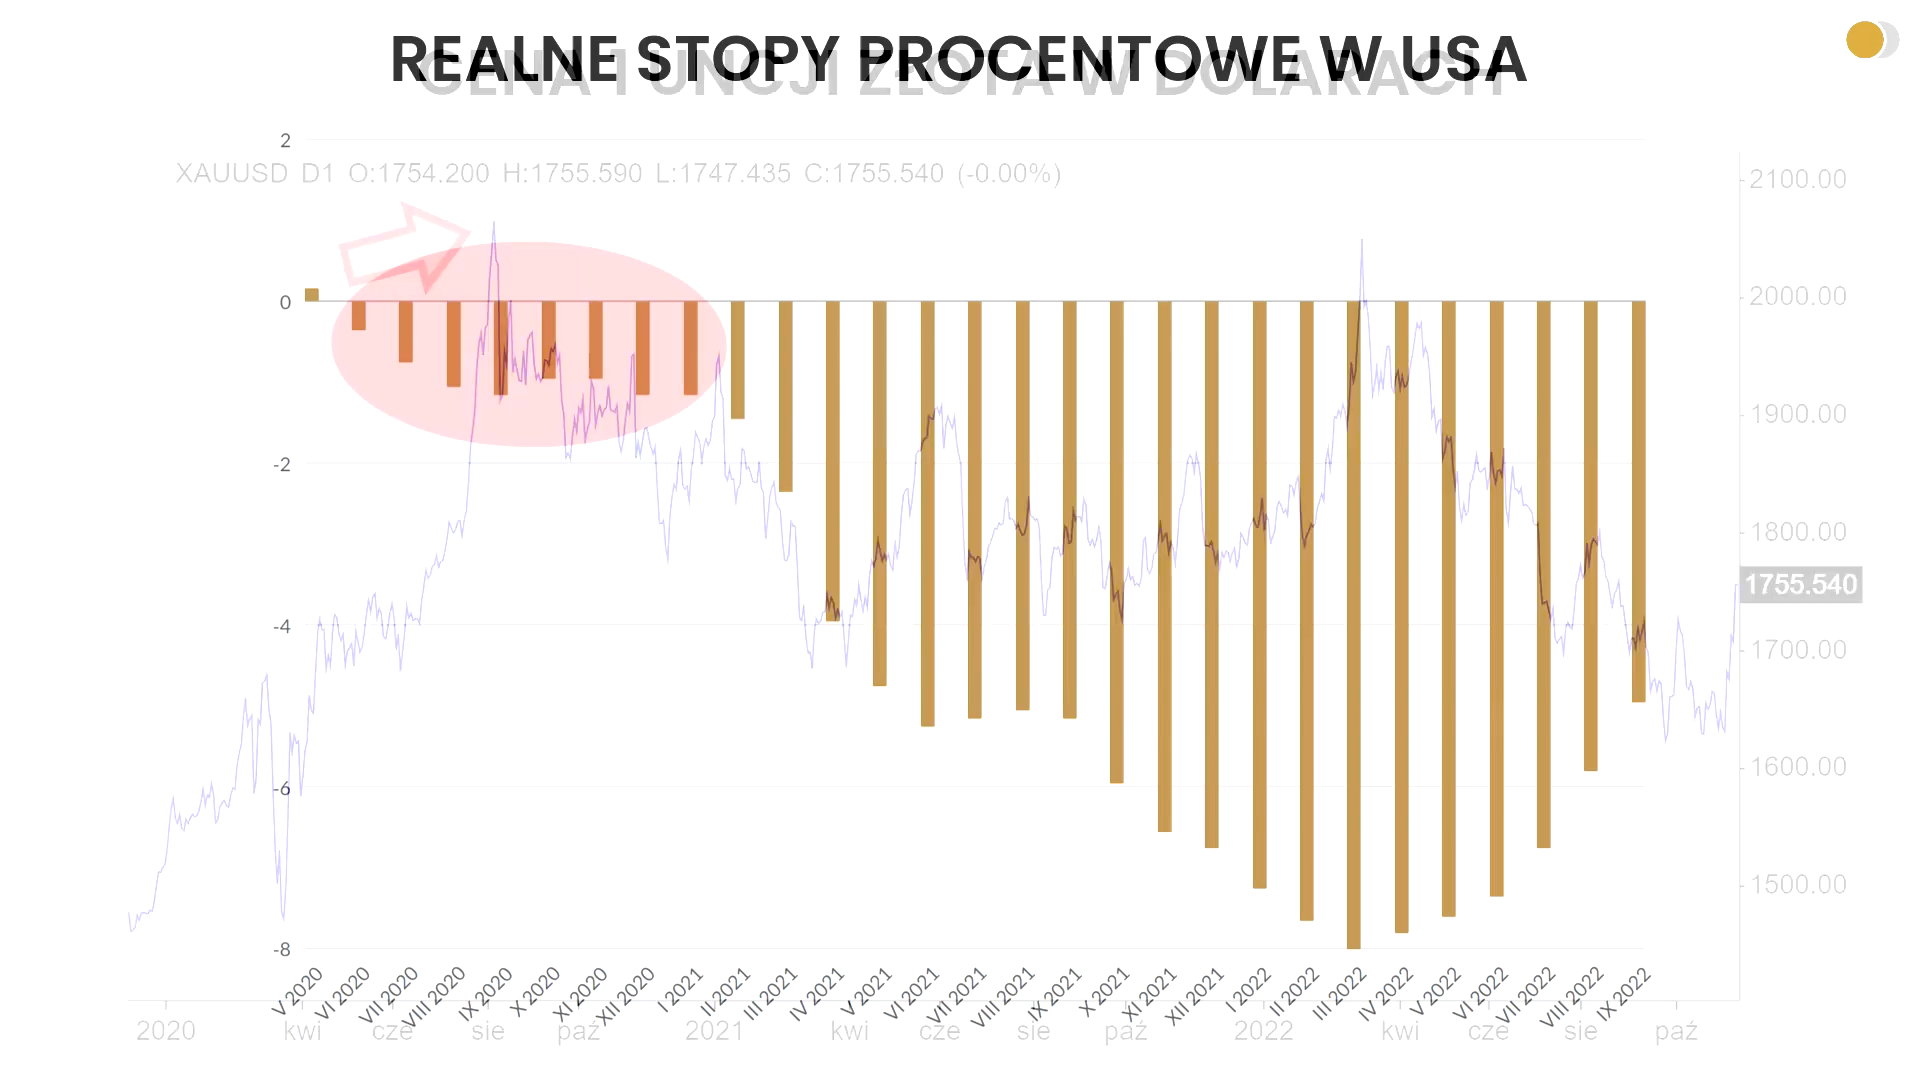 REALNE STOPY PROCENTOWE W USA
CENA 1 UNCJI ZŁOTA W DOLARACH
XAUUSD D1 O:1754.200 H:1755.590 L:1747.435 C:1755.540 (-0.00%)
2
0
-2
-4
-6
-8
2100.00
2000.00
1900.00
1800.00
1755.540
1700.00
1600.00
1500.00
V 2020 VI 2020 VII 2020 VIII 2020 IX 2020 X 2020 XI 2020 XII 2020 I 2021 II 2021 III 2021 IV 2021 V 2021 VI 2021 VII 2021 VIII 2021 IX 2021 X 2021 XI 2021 XII 2021 I 2022 II 2022 III 2022 IV 2022 V 2022 VI 2022 VII 2022 VIII 2022 IX 2022
2020 kwi cze sie paź 2021 kwi cze sie paź 2022 kwi cze sie paź